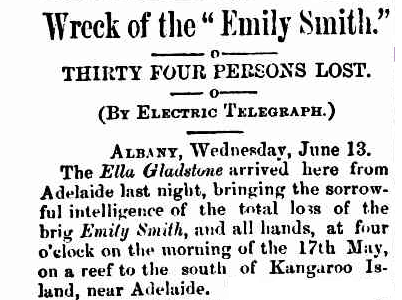 Wreck of the "Emily Smith."
THIRTY FOUR PERSONS LOST.
(BY ELECTRIC TELEGRAPH.)
ALBANY, Wednesday, June 13.
The Ella Gladstone arrived here from
Adelaide last night, bringing the sorrow-
ful intelligence of the total loss of the
brig Emily Smith, and all hands, at four
o'clock on the morning of the 17th May,
on a reef to the south of Kangaroo Is-
land, near Adelaide.